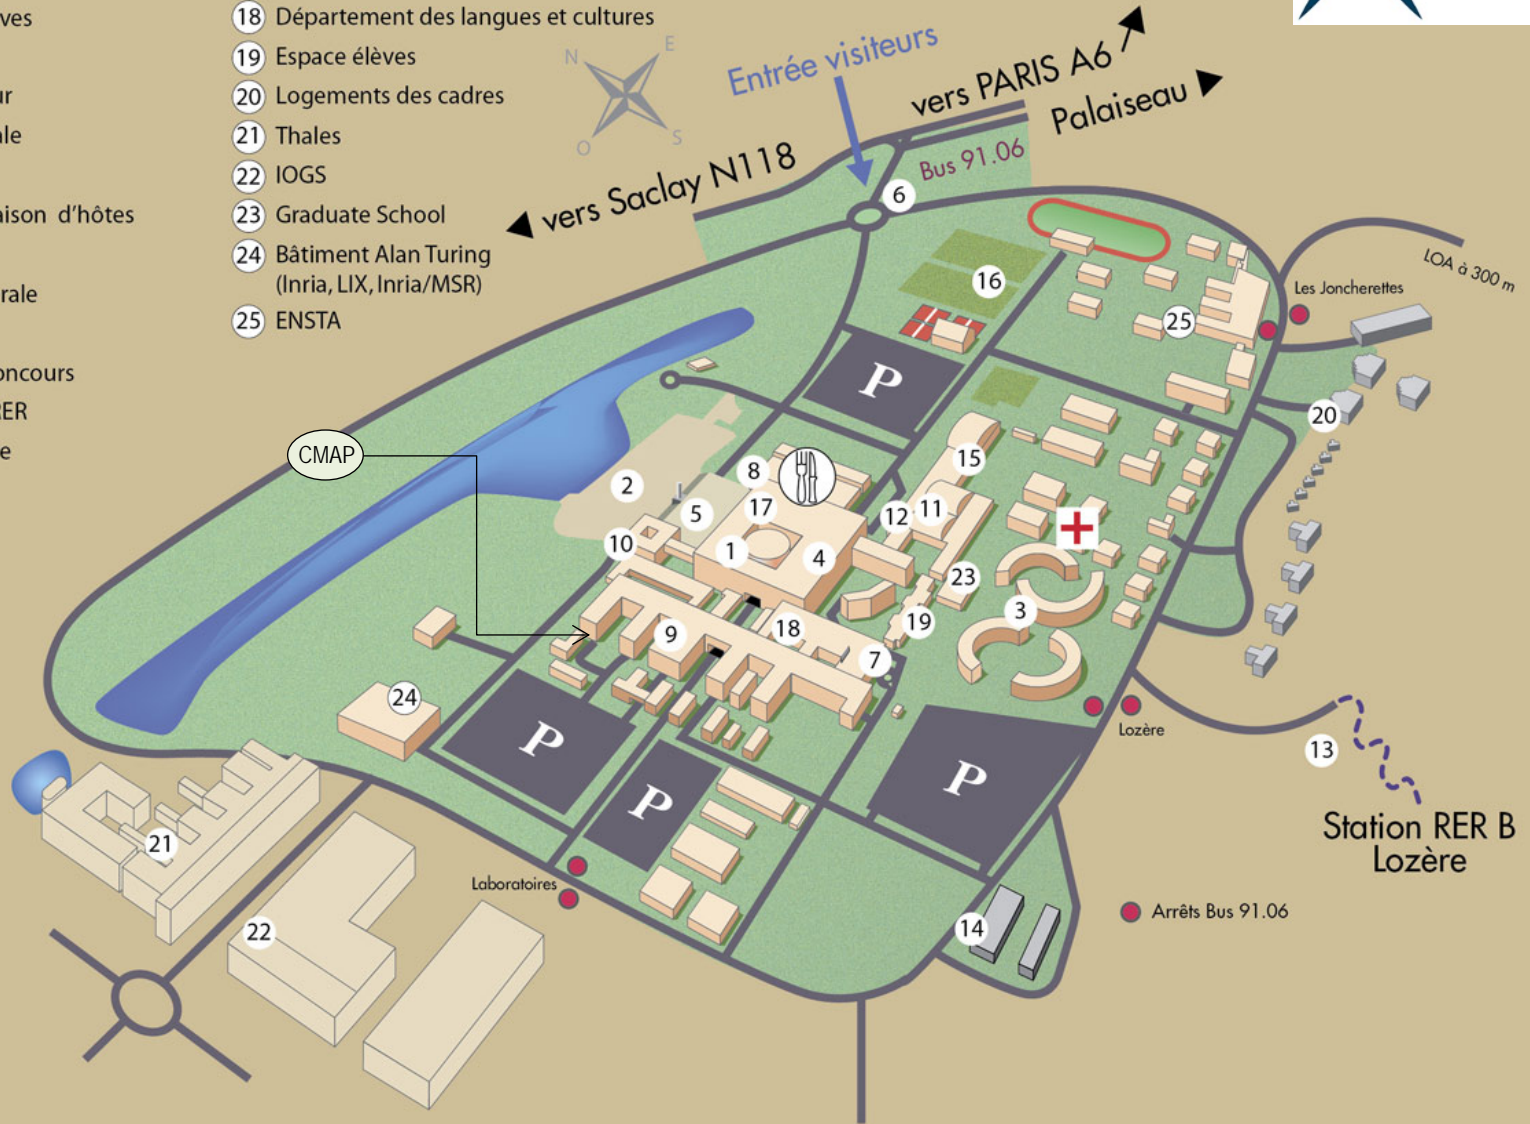 ves
ur
ale
aison d'hôtes
rale
oncours
RER
e
18 Département des langues et cultures
19 Espace élèves
20 Logements des cadres
21 Thales
22 IOGS
23 Graduate School
24 Bâtiment Alan Turing
(Inria, LIX, Inria/MSR)
25 ENSTA
N
E
O
S
Entrée visiteurs
vers PARIS A6
Palaiseau
vers Saclay N118
Bus 91.06
6
16
LOA à 300 m
Les Joncherettes
25
P
20
CMAP
2
8
15
17
5
12
11
10
1
4
23
3
9
18
19
7
24
P
P
P
Lozère
13
Station RER B
Lozère
21
Laboratoires
22
14
Arrêts Bus 91.06